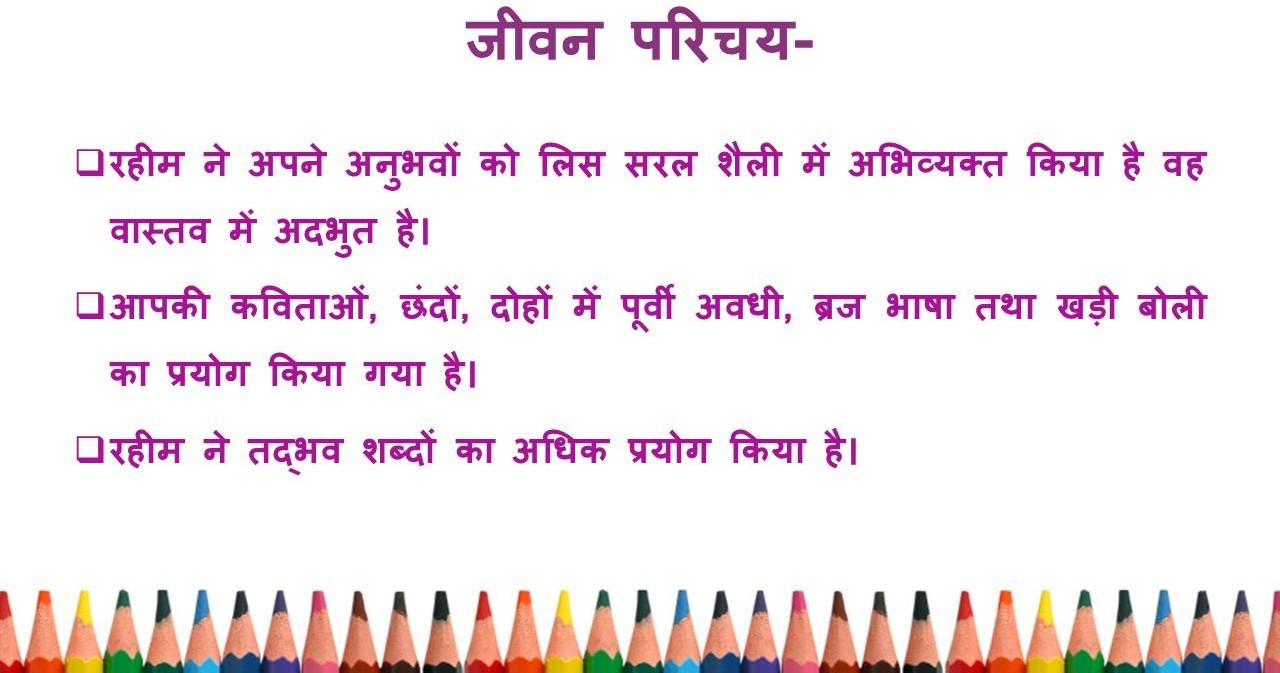 जीवन परिचय-
❑रहीम ने अपने अनुभवों को लिस सरल शैली में अभिव्यक्त किया है वह
वास्तव में अदभुत है।
❑आपकी कविताओं, छंदों, दोहों में पूर्वी अवधी, ब्रज भाषा तथा खड़ी बोली
का प्रयोग किया गया है।
❑रहीम ने तद्‌भव शब्दों का अधिक प्रयोग किया है।